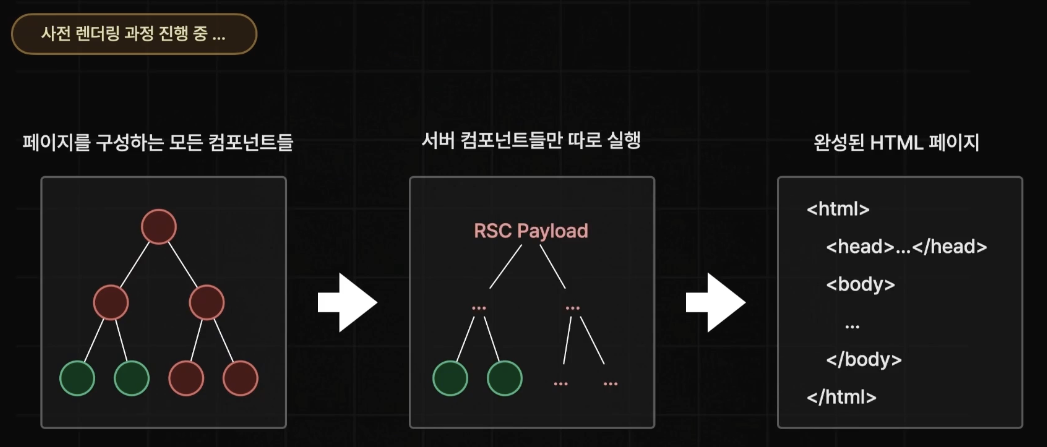 사전 렌더링 과정 진행 중 ...
페이지를 구성하는 모든 컴포넌트들
서버 컴포넌트들만 따로 실행
RSC Payload
... ...
... ...
완성된 HTML 페이지
<html>
<head>...</head>
<body>
...
</body>
</html>